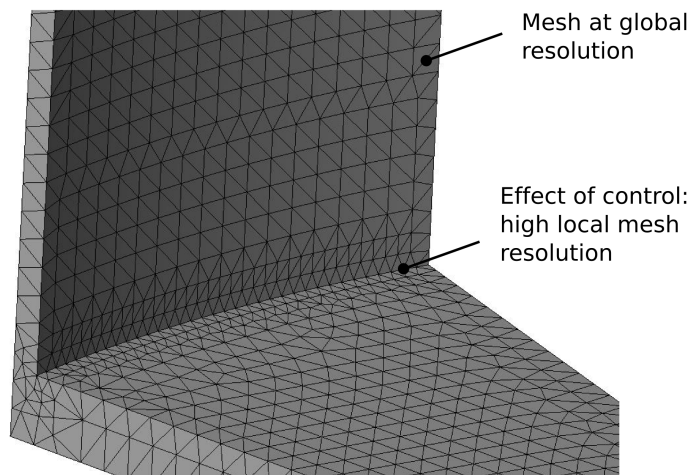 Mesh at global
resolution
Effect of control:
high local mesh
resolution